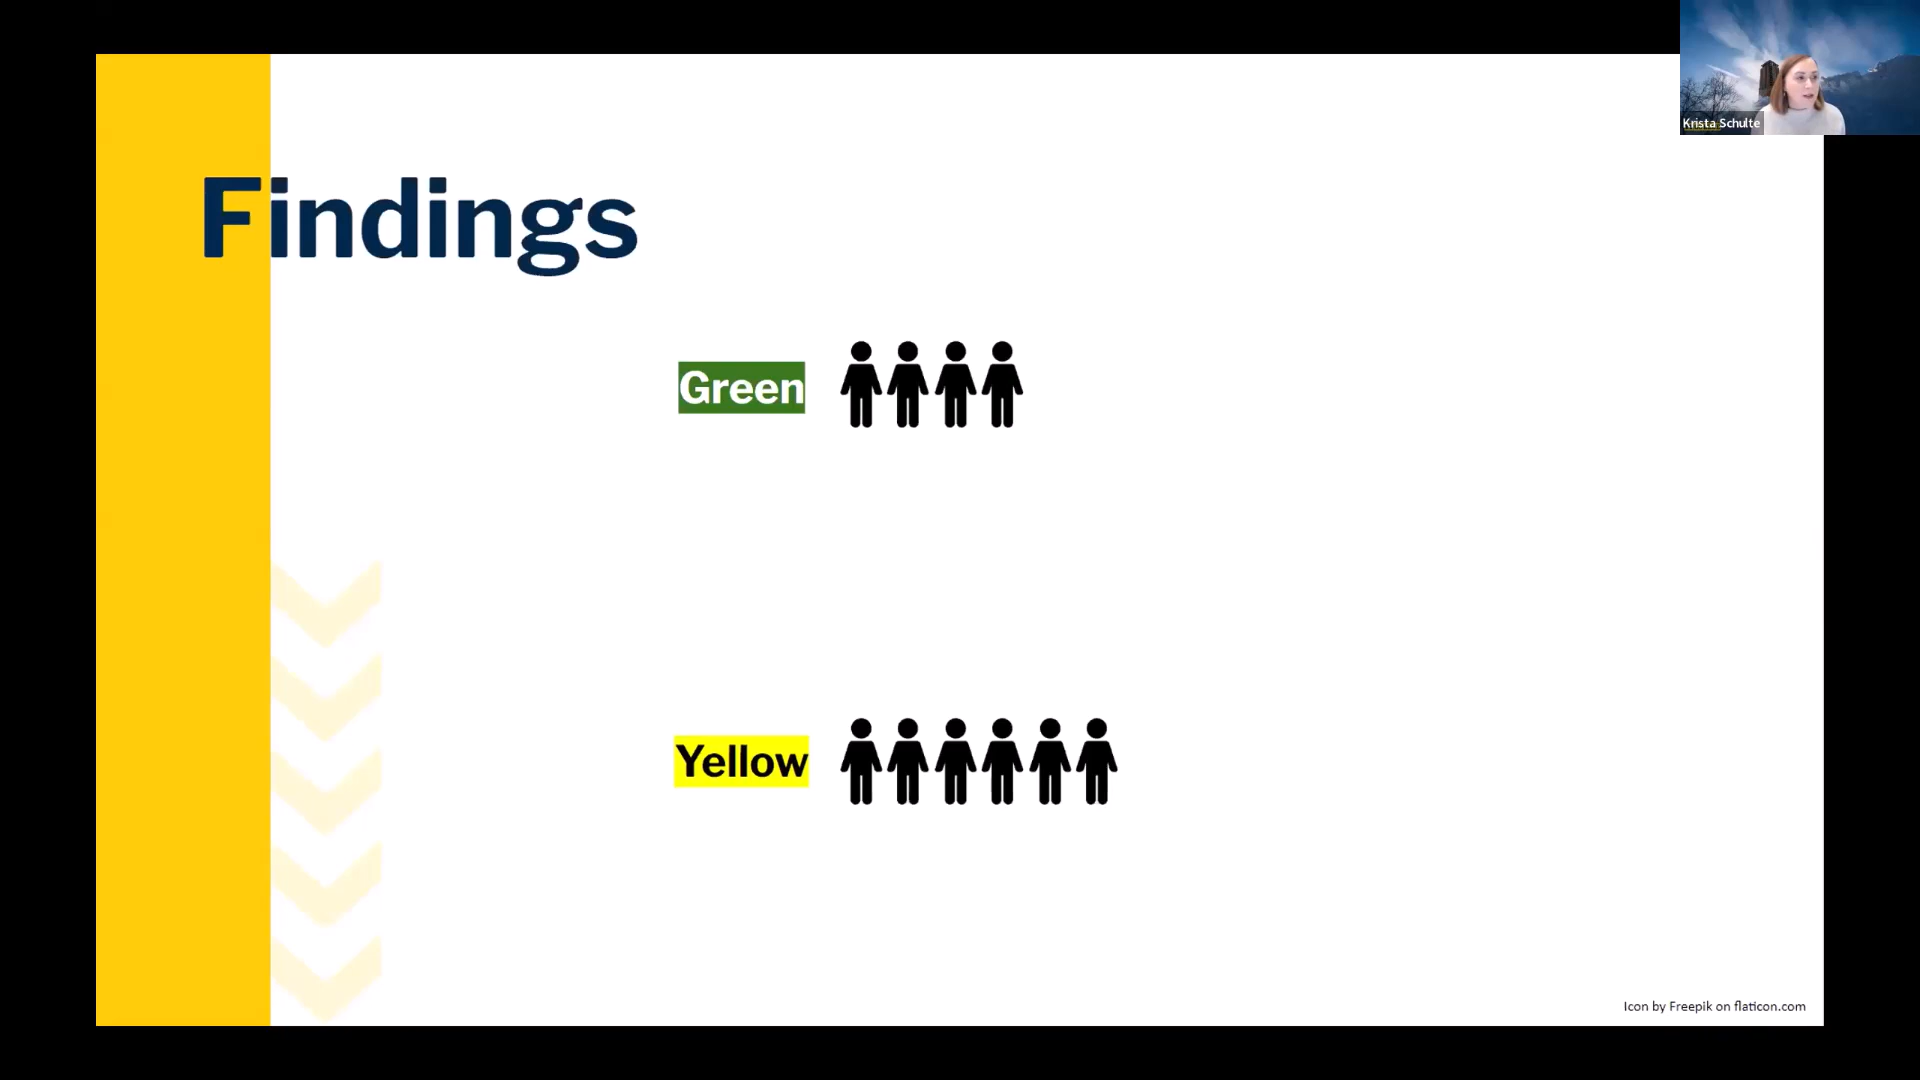 Krista Schulte
Findings
Green
Yellow
Icon by Freepik on flaticon.com